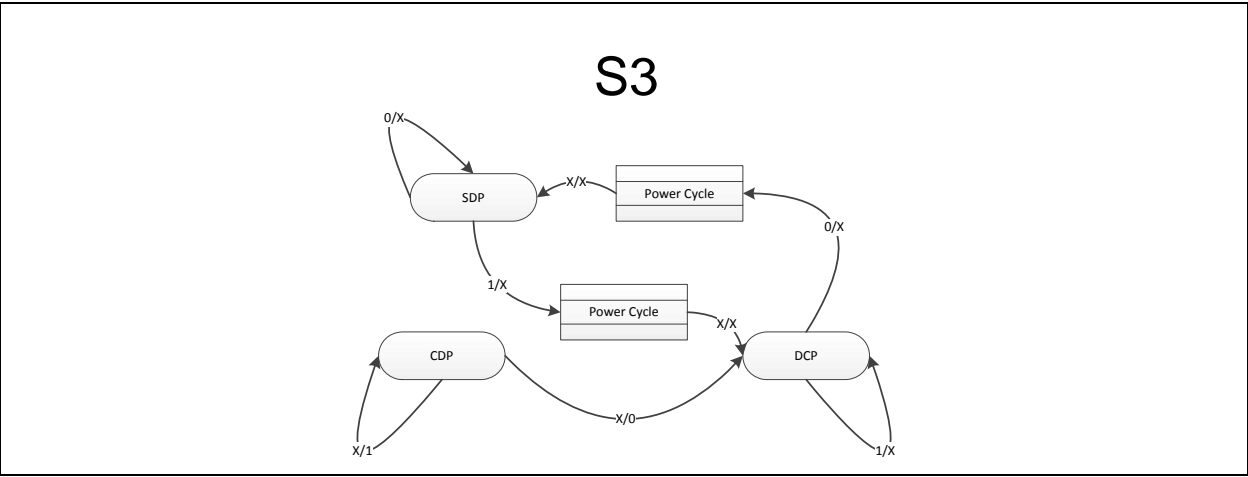 S3
0/X
X/X
Power Cycle
SDP
0/X
1/X
Power Cycle
X/X
CDP
DCP
X/0
X/1
1/X